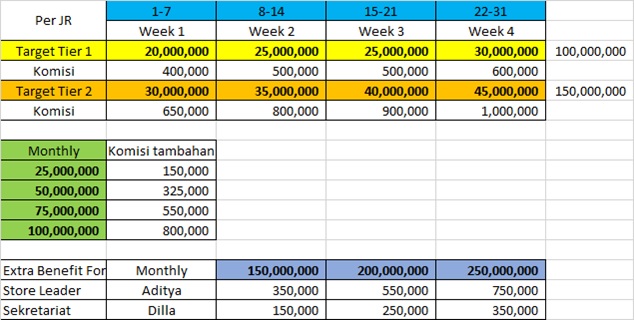 Per JR 1-7 8-14 15-21 22-31
Week 1 Week 2 Week 3 Week 4
Target Tier 1 20,000,000 25,000,000 25,000,000 30,000,000 100,000,000
Komisi 400,000 500,000 500,000 600,000
Target Tier 2 30,000,000 35,000,000 40,000,000 45,000,000 150,000,000
Komisi 650,000 800,000 900,000 1,000,000
Monthly Komisi tambahan
25,000,000 150,000
50,000,000 325,000
75,000,000 550,000
100,000,000 800,000
Extra Benefit For Monthly 150,000,000 200,000,000 250,000,000
Store Leader Aditya 350,000 550,000 750,000
Sekretariat Dilla 150,000 250,000 350,000